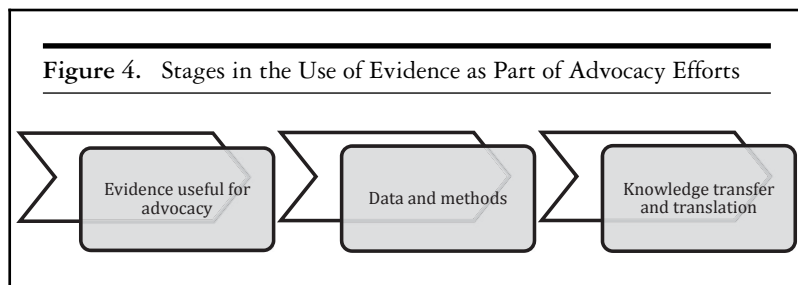 Figure 4. Stages in the Use of Evidence as Part of Advocacy Efforts
Evidence useful for
advocacy
Data and methods
Knowledge transfer
and translation